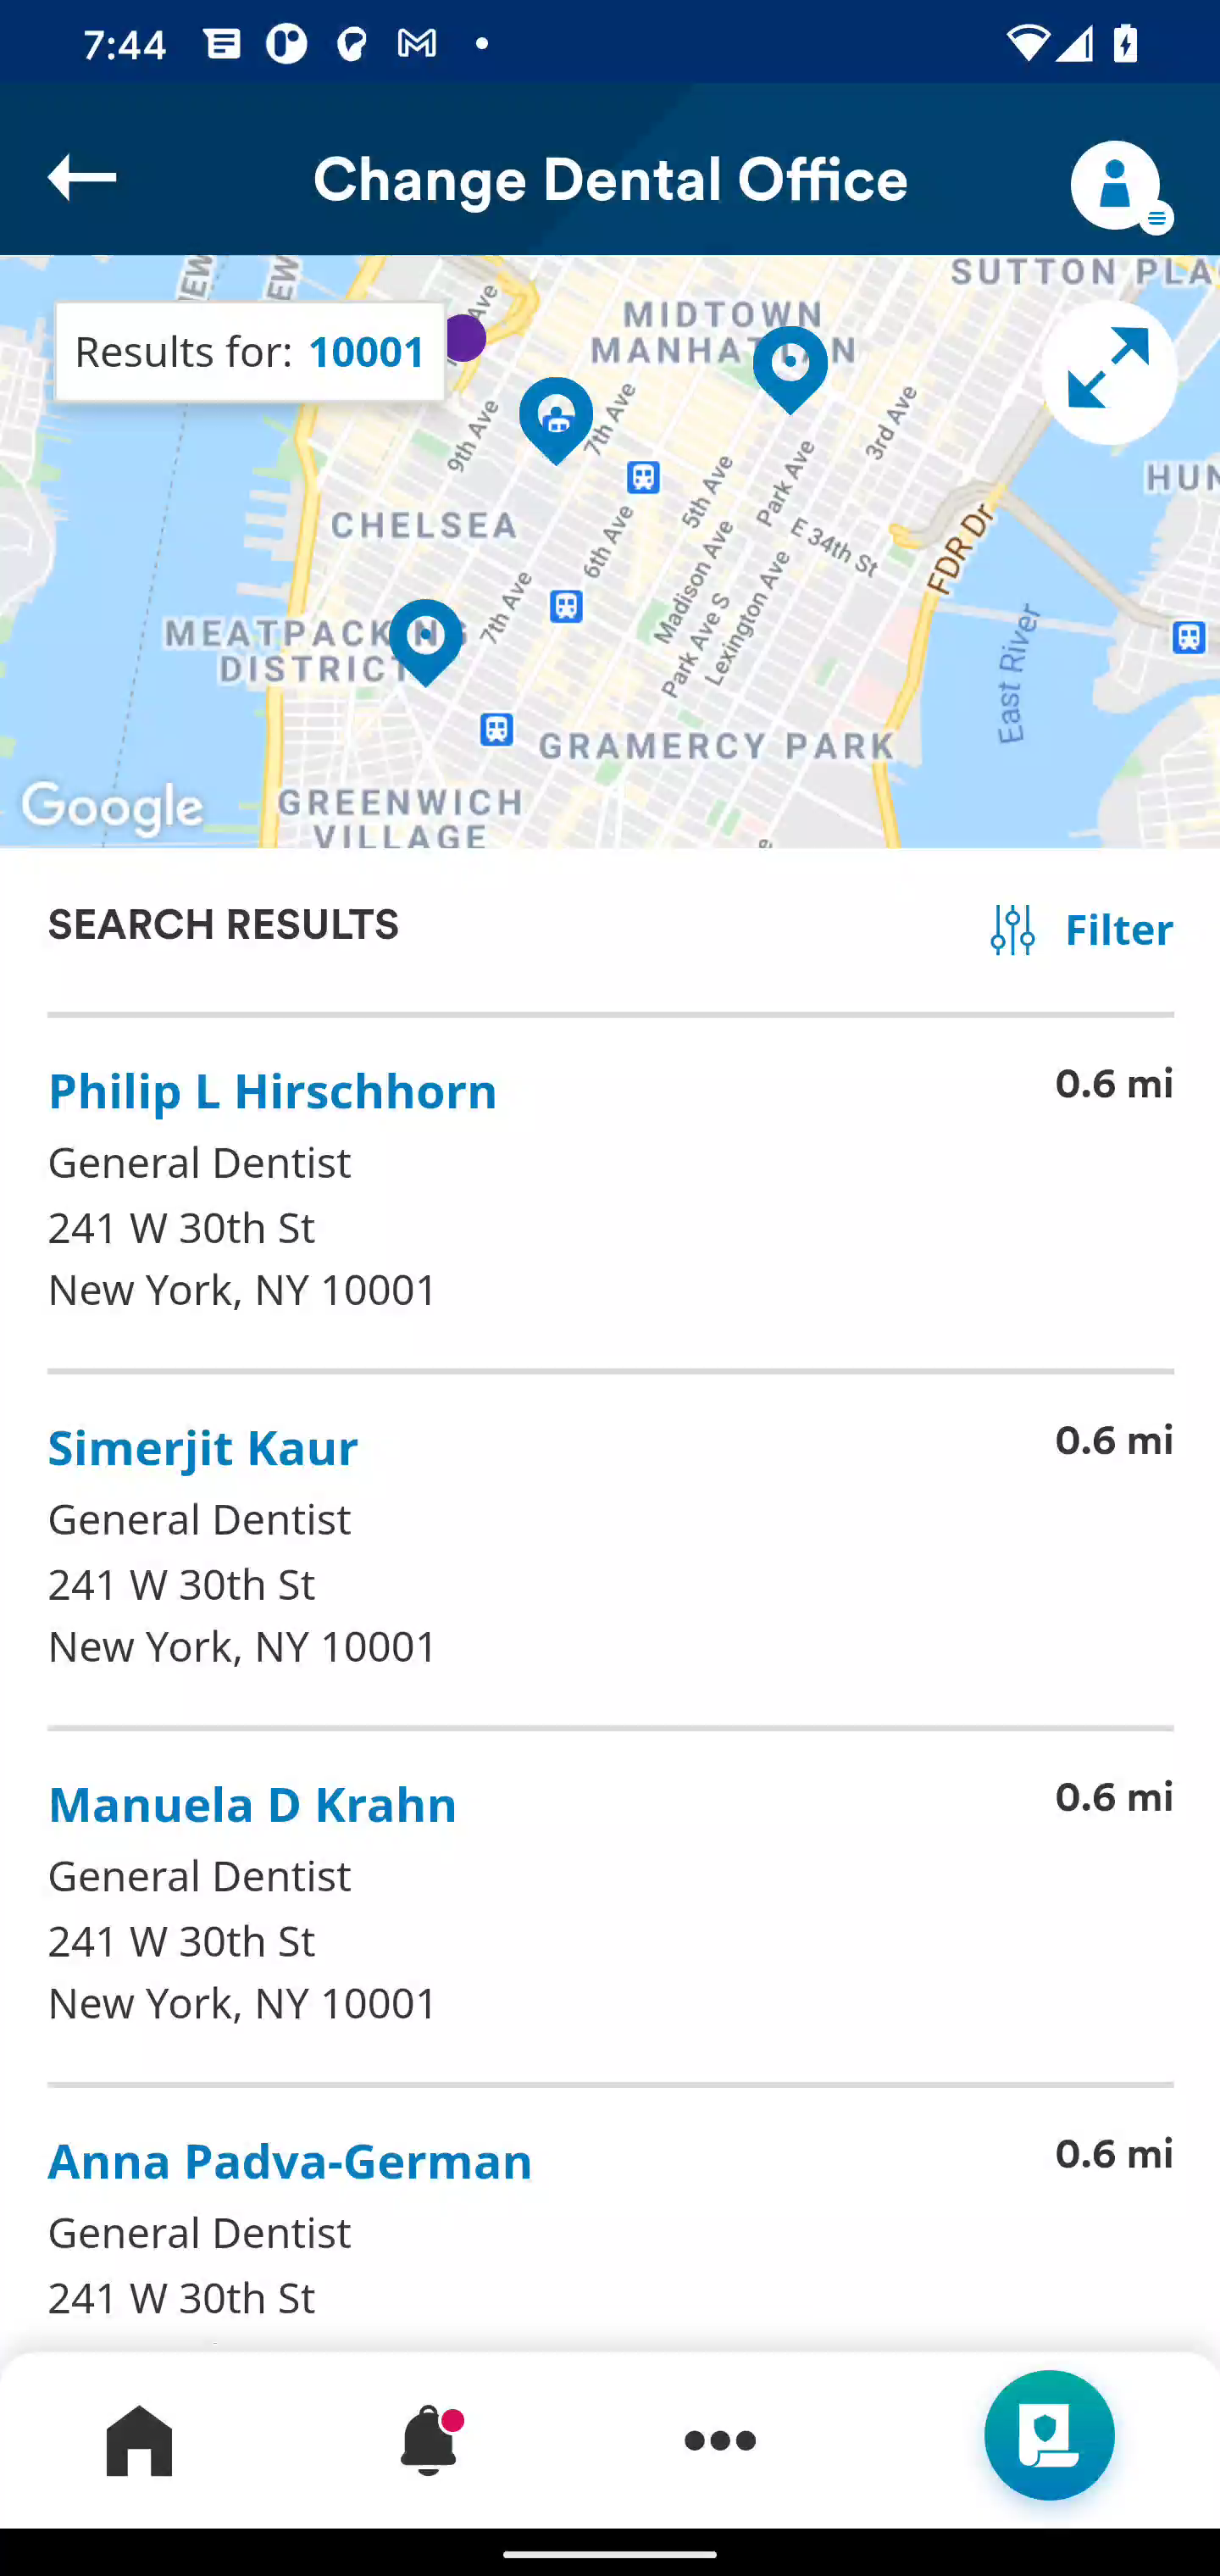 7:44
Change Dental Office
SUTTON PLA
Ave
MIDTOWN
MANHATTAN
Results for: 10001
9th Ave
7th Ave
3rd Ave
5th Ave
Park Ave
HUN
CHELSEA
6th Ave
E 34th St
FDR Dr
7th Ave
Madison Ave
Park Ave S
Lexington Ave
MEATPACKING
DISTRICT
East River
GRAMERCY PARK
Google
GREENWICH
VILLAGE
SEARCH RESULTS
Filter
Philip L Hirschhorn
0.6 mi
General Dentist
241 W 30th St
New York, NY 10001
Simerjit Kaur
0.6 mi
General Dentist
241 W 30th St
New York, NY 10001
Manuela D Krahn
0.6 mi
General Dentist
241 W 30th St
New York, NY 10001
Anna Padva-German
0.6 mi
General Dentist
241 W 30th St